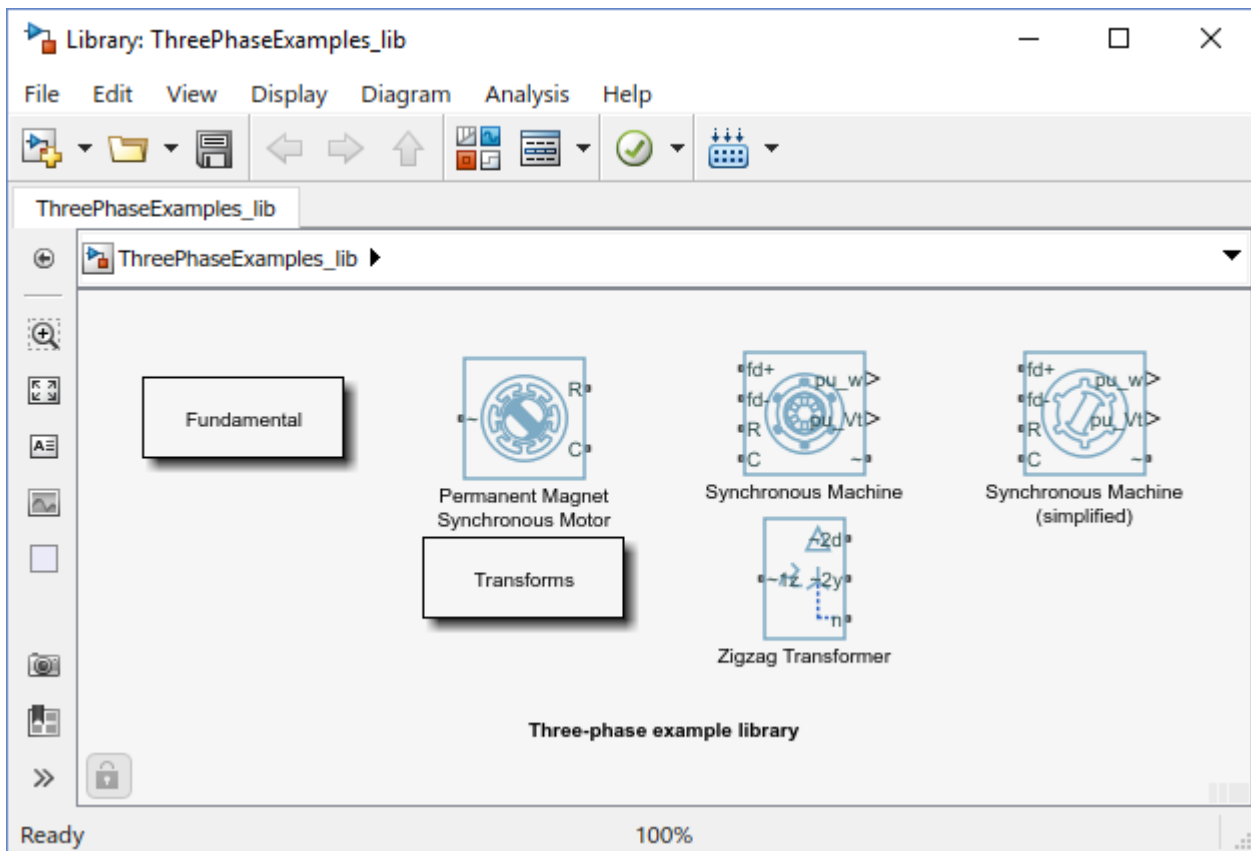 Library: ThreePhaseExamples_lib
File Edit View Display Diagram Analysis Help
ThreePhaseExamples_lib
ThreePhaseExamples_lib
Fundamental
~
R
C
Permanent Magnet
Synchronous Motor
fd+
fd-
R
C
pu_w
pu_Vt
~
Synchronous Machine
fd+
fd-
R
C
pu_w
pu_Vt
~
Synchronous Machine
(simplified)
Transforms
~2d
~1z
~2y
n
Zigzag Transformer
Three-phase example library
Ready
100%